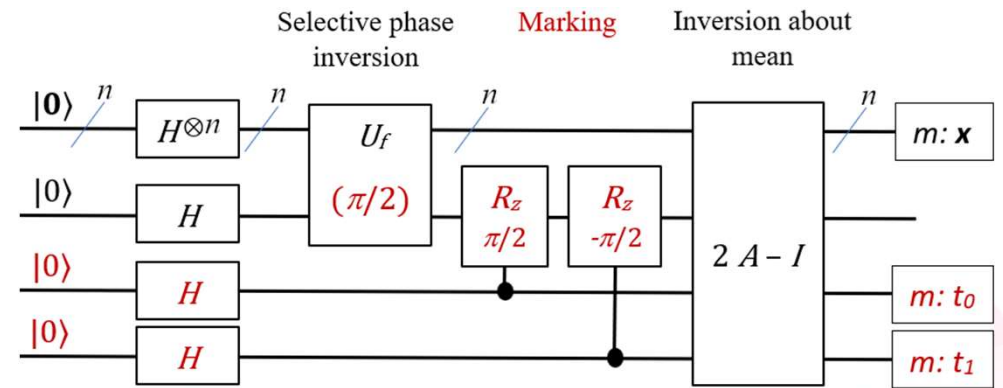 Selective phase
inversion
Marking
Inversion about
mean
|0⟩
n
H⊗n
n
U_f
(π/2)
n
n
m: x
|0⟩
H
R_z
π/2
R_z
-π/2
2 A – I
|0⟩
H
m: t₀
|0⟩
H
m: t₁